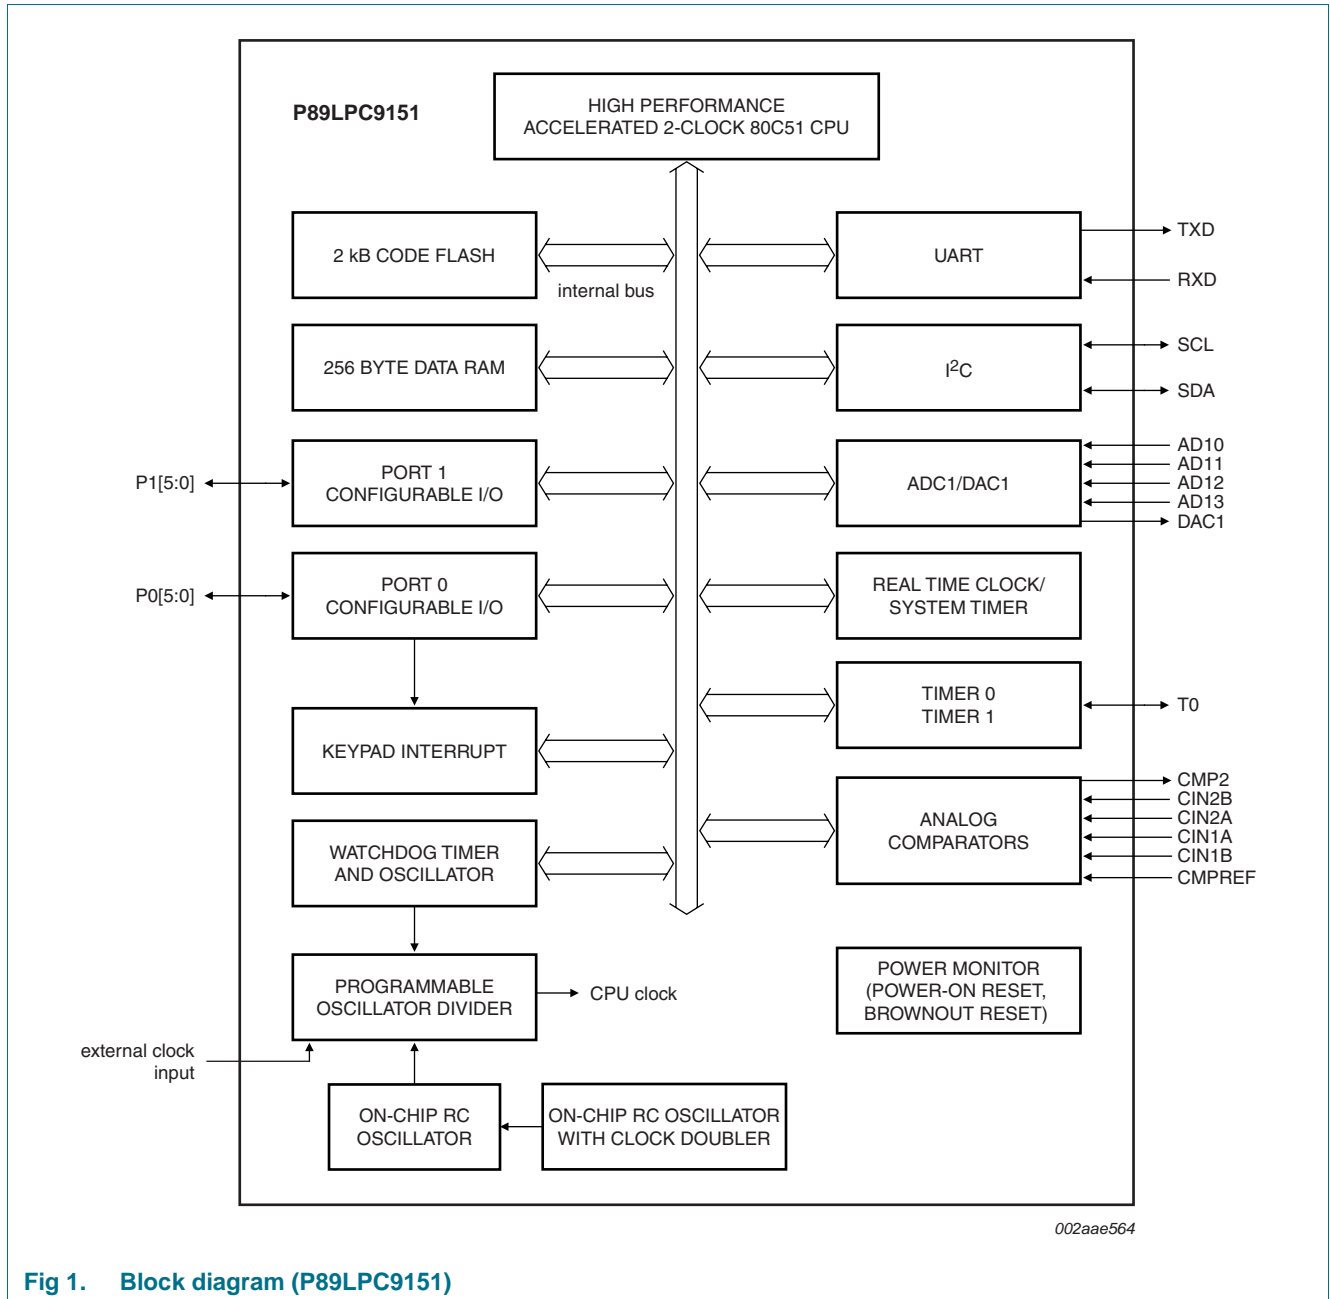 P89LPC9151
HIGH PERFORMANCE
ACCELERATED 2-CLOCK 80C51 CPU
2 kB CODE FLASH
internal bus
UART
TXD
RXD
256 BYTE DATA RAM
I²C
SCL
SDA
P1[5:0]
PORT 1
CONFIGURABLE I/O
ADC1/DAC1
AD10
AD11
AD12
AD13
DAC1
P0[5:0]
PORT 0
CONFIGURABLE I/O
REAL TIME CLOCK/
SYSTEM TIMER
KEYPAD INTERRUPT
TIMER 0
TIMER 1
T0
WATCHDOG TIMER
AND OSCILLATOR
ANALOG
COMPARATORS
CMP2
CIN2B
CIN2A
CIN1A
CIN1B
CMPREF
PROGRAMMABLE
OSCILLATOR DIVIDER
CPU clock
POWER MONITOR
(POWER-ON RESET,
BROWNOUT RESET)
external clock
input
ON-CHIP RC
OSCILLATOR
ON-CHIP RC OSCILLATOR
WITH CLOCK DOUBLER
002aae564
Fig 1. Block diagram (P89LPC9151)